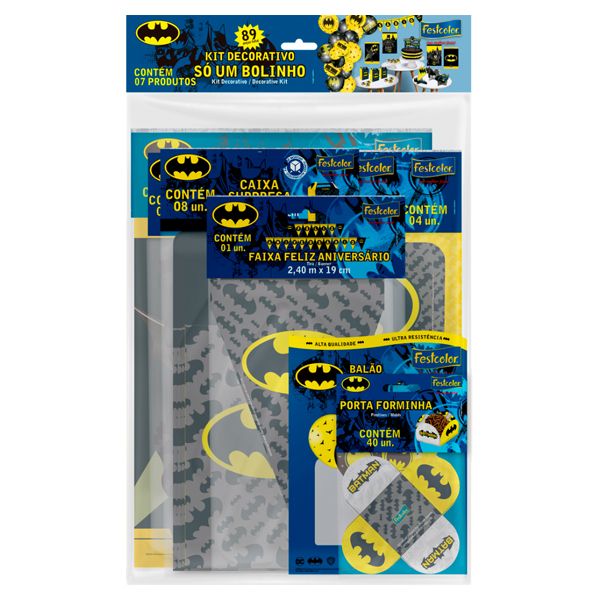 89
KIT DECORATIVO
SÓ UM BOLINHO
Kit Decorativo / Decorative Kit
CONTÉM
07 PRODUTOS
Festcolor
CAIXA
SURPRESA
CONTÉM
08 un.
Festcolor
CONTÉM
04 un.
Festcolor
CONTÉM
01 un.
FAIXA FELIZ ANIVERSÁRIO
2,40 m x 19 cm
ALTA QUALIDADE
ULTRA RESISTÊNCIA
Festcolor
BALÃO
Festcolor
PORTA FORMINHA
CONTÉM
40 un.
BATMAN
Festcolor
BATMAN